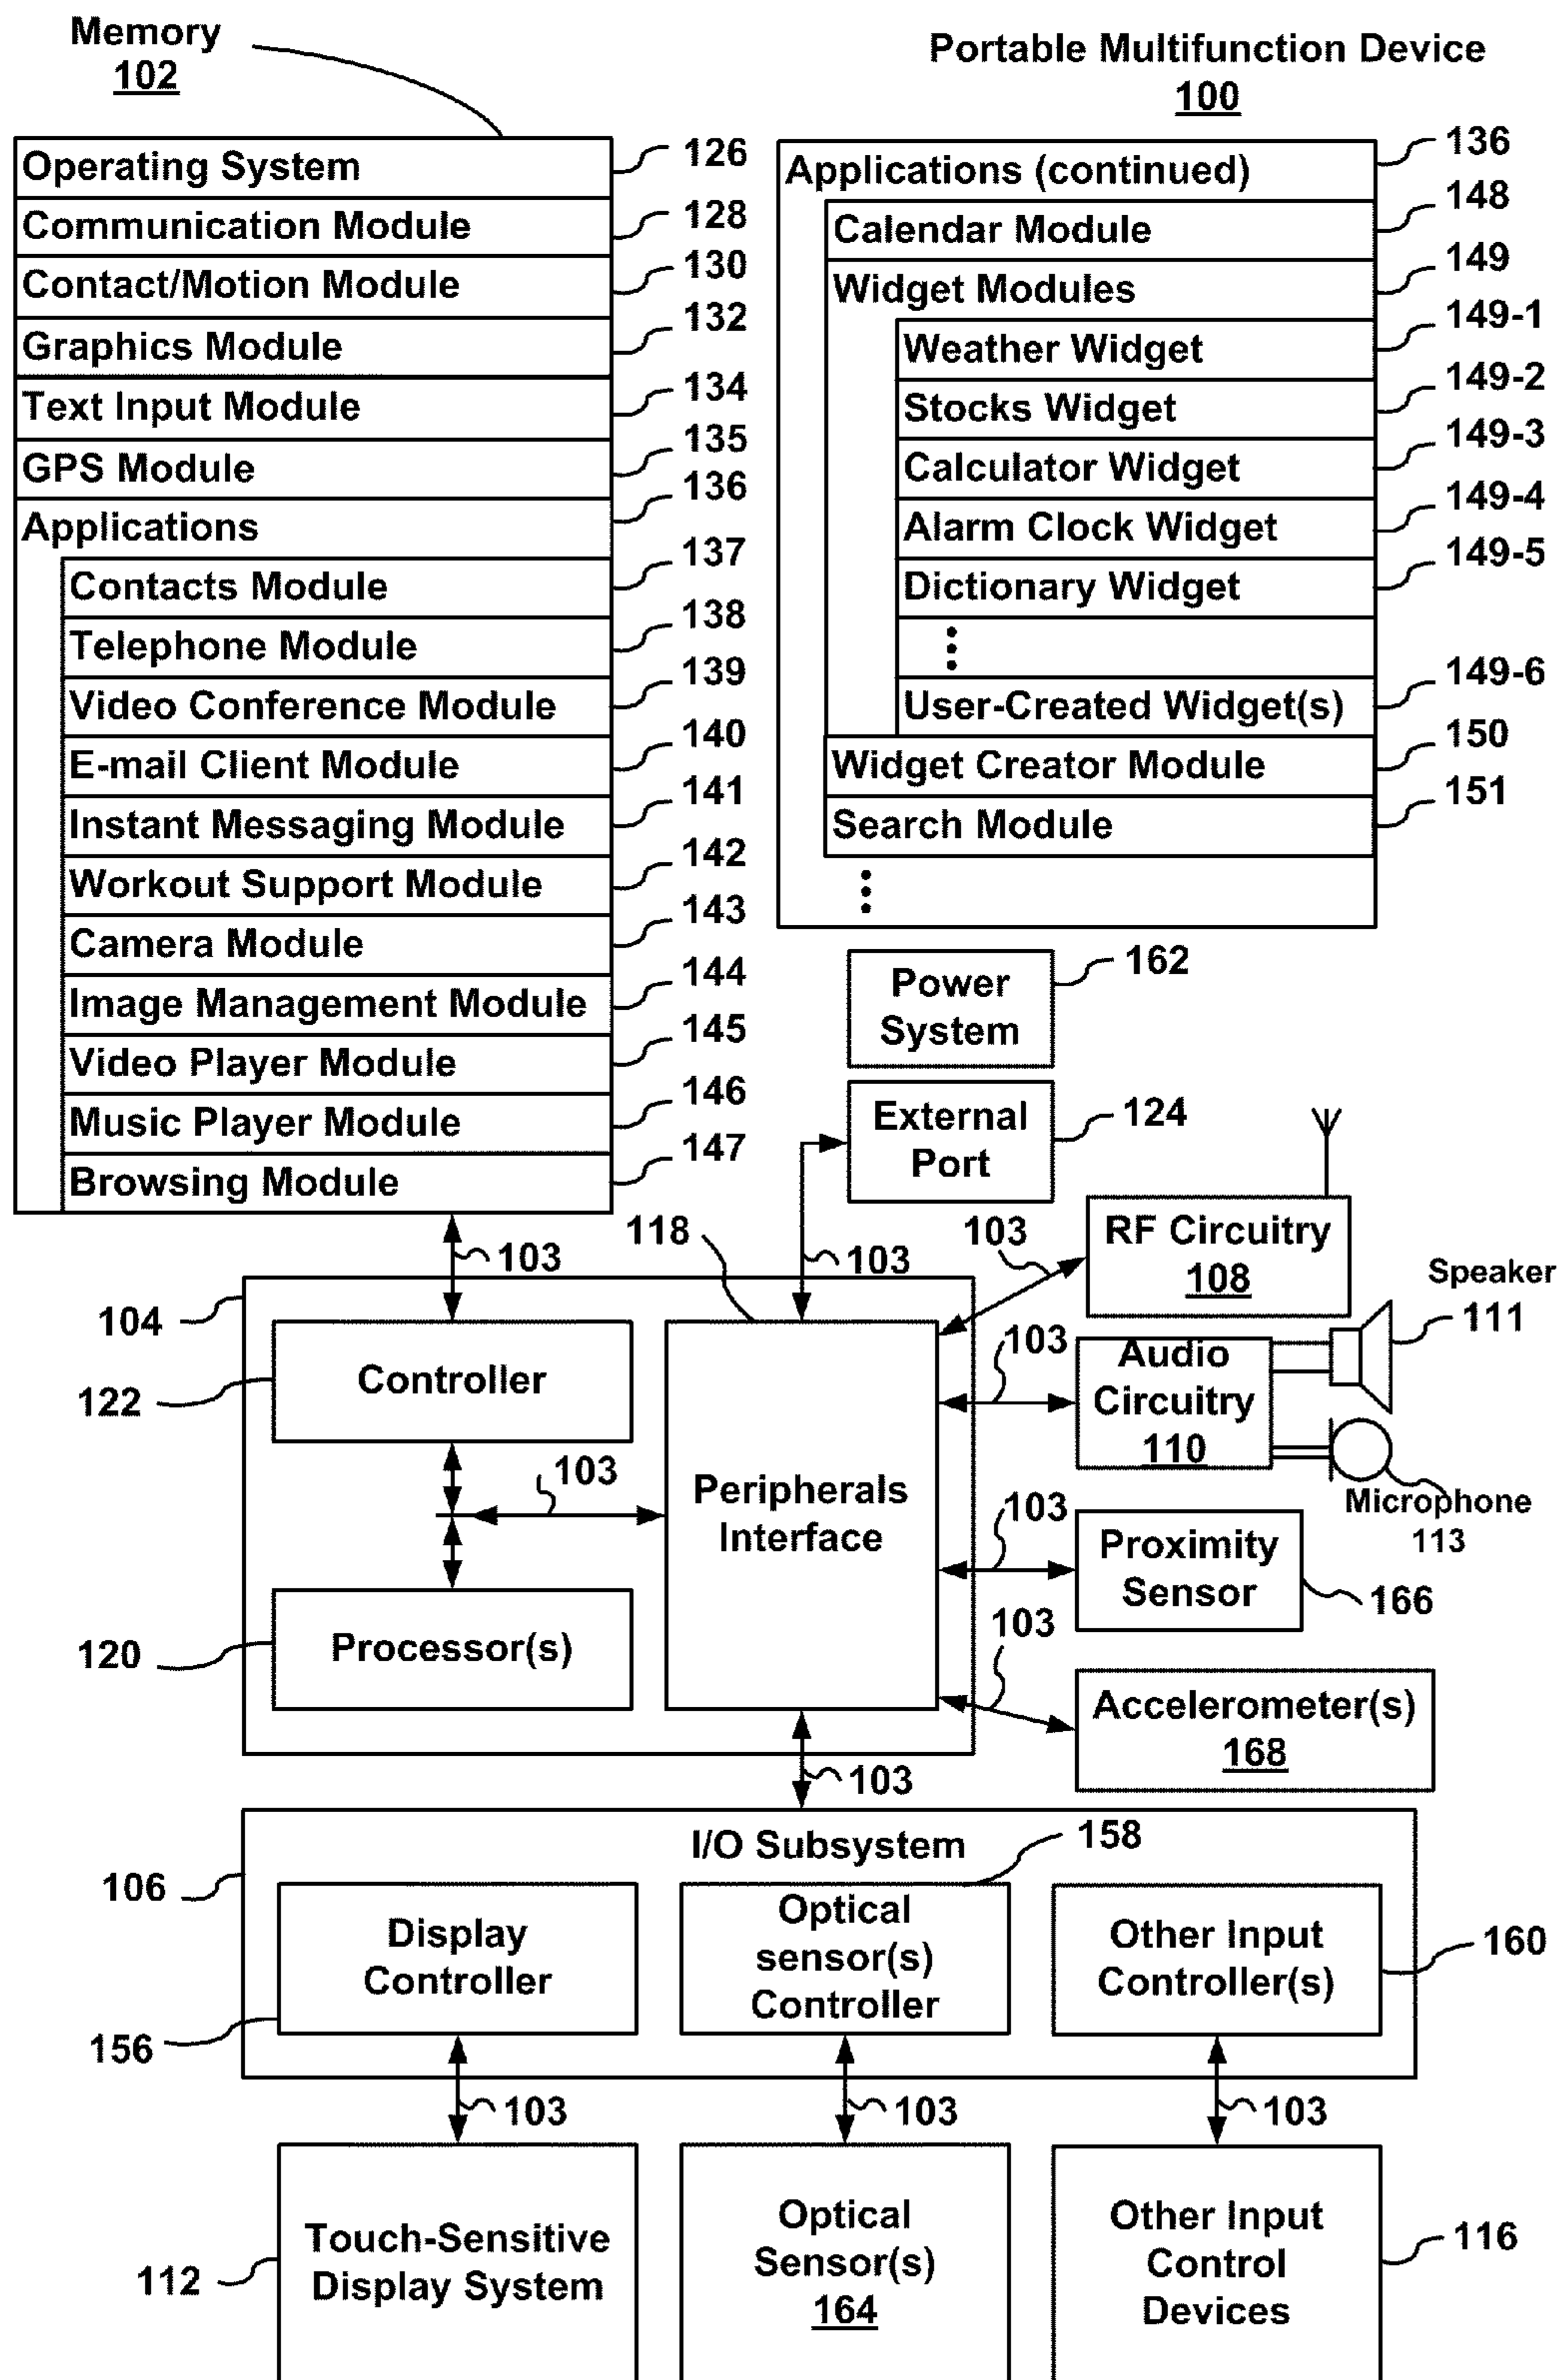 Memory
102
Portable Multifunction Device
100
Operating System
126
Communication Module
128
Contact/Motion Module
130
Graphics Module
132
Text Input Module
134
GPS Module
135
Applications
136
Contacts Module
137
Telephone Module
138
Video Conference Module
139
E-mail Client Module
140
Instant Messaging Module
141
Workout Support Module
142
Camera Module
143
Image Management Module
144
Video Player Module
145
Music Player Module
146
Browsing Module
147
Applications (continued)
136
Calendar Module
148
Widget Modules
149
Weather Widget
149-1
Stocks Widget
149-2
Calculator Widget
149-3
Alarm Clock Widget
149-4
Dictionary Widget
149-5
User-Created Widget(s)
149-6
Widget Creator Module
150
Search Module
151
Power
System
162
External
Port
124
103
118
103
103
RF Circuitry
108
Speaker
111
104
Controller
122
103
Audio
Circuitry
110
Microphone
113
103
Peripherals
Interface
103
Proximity
Sensor
166
Processor(s)
120
103
Accelerometer(s)
168
103
I/O Subsystem
158
106
Display
Controller
156
Optical
sensor(s)
Controller
Other Input
Controller(s)
160
103
103
103
Touch-Sensitive
Display System
112
Optical
Sensor(s)
164
Other Input
Control
Devices
116